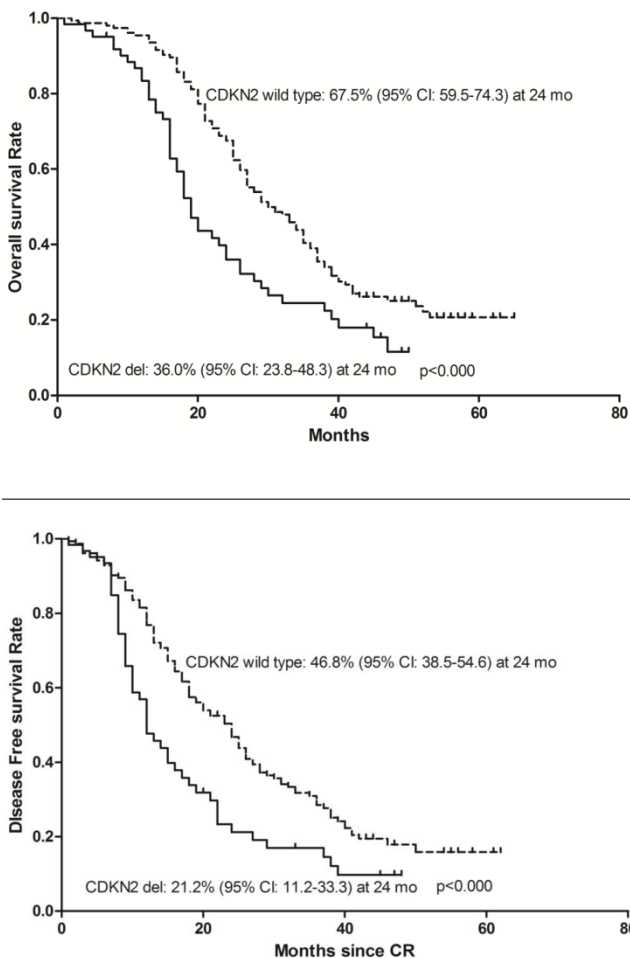 1.0
0.8
0.6
0.4
0.2
0.0
Overall survival Rate
CDKN2 wild type: 67.5% (95% CI: 59.5-74.3) at 24 mo
CDKN2 del: 36.0% (95% CI: 23.8-48.3) at 24 mo p<0.000
0 20 40 60 80
Months
1.0
0.8
0.6
0.4
0.2
0.0
DIsease Free survival Rate
CDKN2 wild type: 46.8% (95% CI: 38.5-54.6) at 24 mo
CDKN2 del: 21.2% (95% CI: 11.2-33.3) at 24 mo p<0.000
0 20 40 60 80
Months since CR